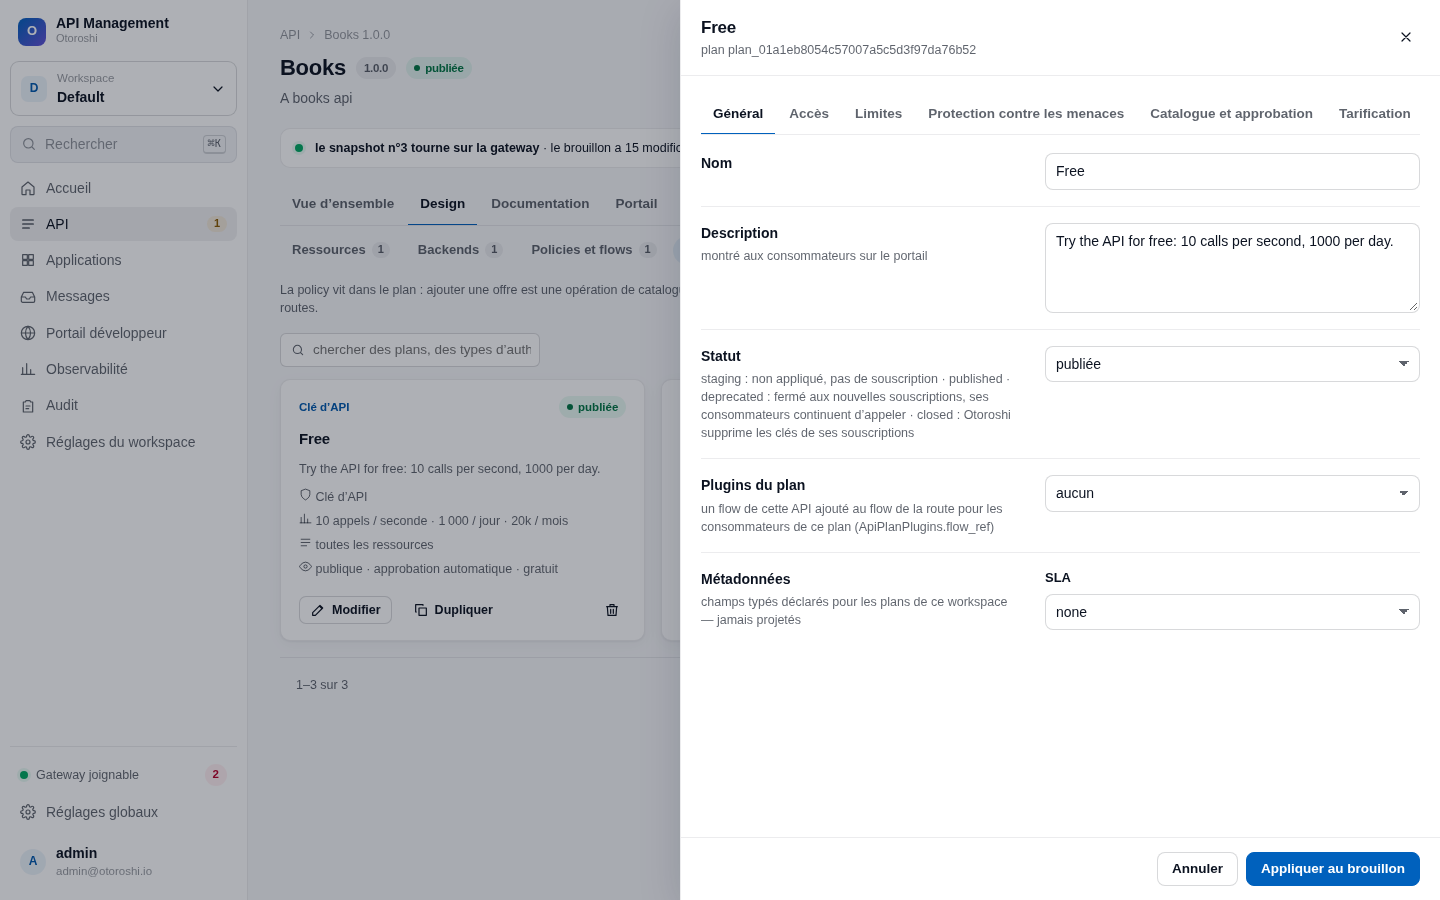 O
API Management
Otoroshi
D
Workspace
Default
Rechercher
⌘K
Accueil
API
1
Applications
Messages
Portail développeur
Observabilité
Audit
Réglages du workspace
Gateway joignable
2
Réglages globaux
A
admin
admin@otoroshi.io
API
Books 1.0.0
Books
1.0.0
publiée
A books api
le snapshot n°3 tourne sur la gateway · le brouillon a 15 modific
Vue d’ensemble
Design
Documentation
Portail
Ressources 1
Backends 1
Policies et flows 1
La policy vit dans le plan : ajouter une offre est une opération de catalogu
routes.
chercher des plans, des types d’auth
Clé d’API
publiée
Free
Try the API for free: 10 calls per second, 1000 per day.
Clé d’API
10 appels / seconde · 1 000 / jour · 20k / mois
toutes les ressources
publique · approbation automatique · gratuit
Modifier
Dupliquer
1–3 sur 3
Free
plan plan_01a1eb8054c57007a5c5d3f97da76b52
Général
Accès
Limites
Protection contre les menaces
Catalogue et approbation
Tarification
Nom
Free
Description
montré aux consommateurs sur le portail
Try the API for free: 10 calls per second, 1000 per day.
Statut
staging : non appliqué, pas de souscription · published ·
deprecated : fermé aux nouvelles souscriptions, ses
consommateurs continuent d’appeler · closed : Otoroshi
supprime les clés de ses souscriptions
publiée
Plugins du plan
un flow de cette API ajouté au flow de la route pour les
consommateurs de ce plan (ApiPlanPlugins.flow_ref)
aucun
Métadonnées
champs typés déclarés pour les plans de ce workspace
— jamais projetés
SLA
none
Annuler
Appliquer au brouillon